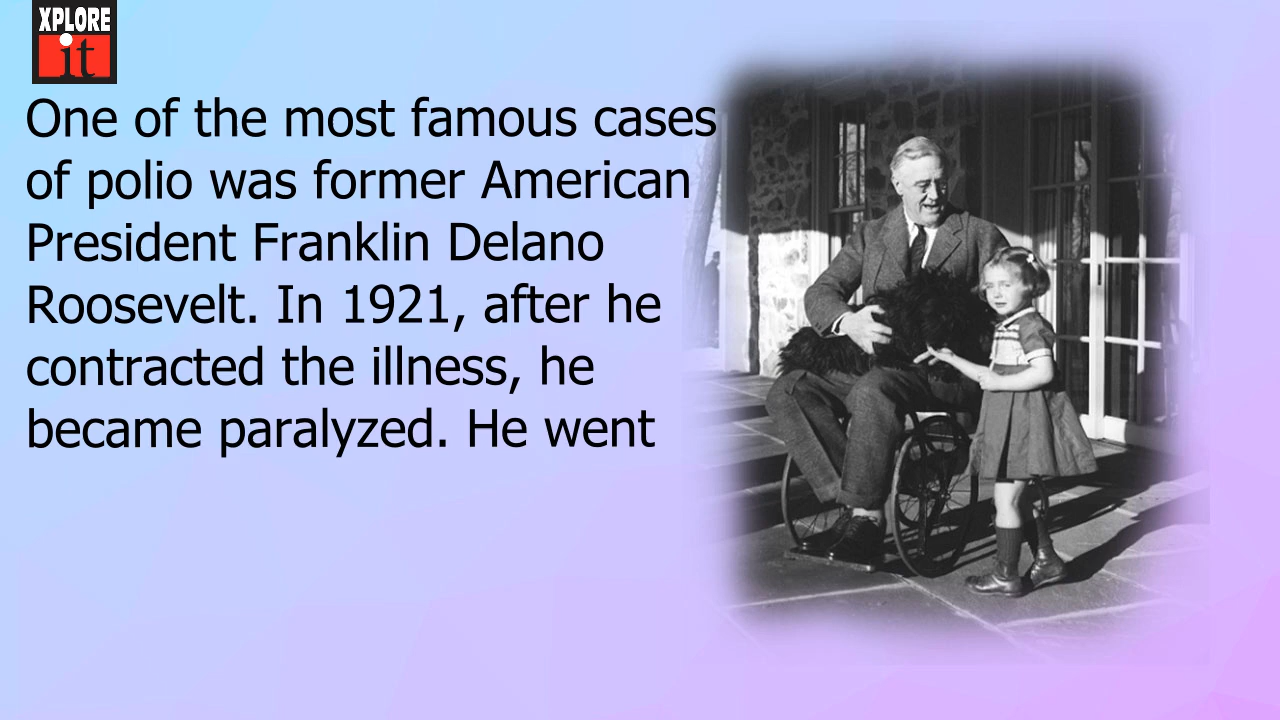 XPLORE
it
One of the most famous cases
of polio was former American
President Franklin Delano
Roosevelt. In 1921, after he
contracted the illness, he
became paralyzed. He went